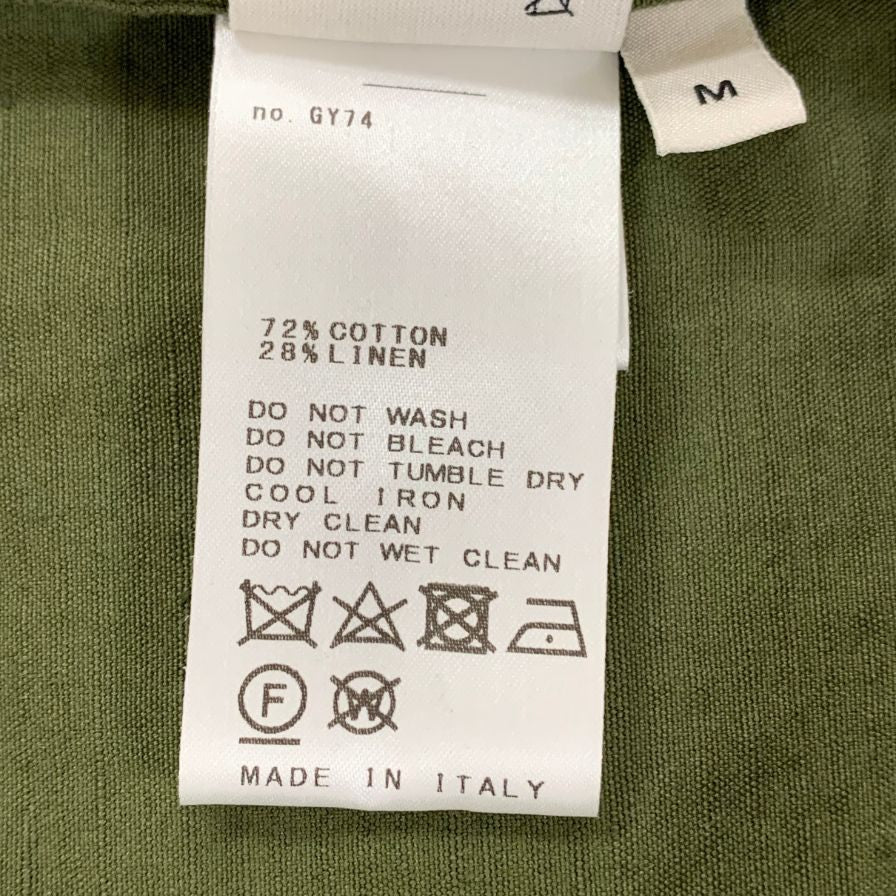 M
no. GY74
72% COTTON
28% LINEN
DO NOT WASH
DO NOT BLEACH
DO NOT TUMBLE DRY
COOL IRON
DRY CLEAN
DO NOT WET CLEAN
F W
MADE IN ITALY